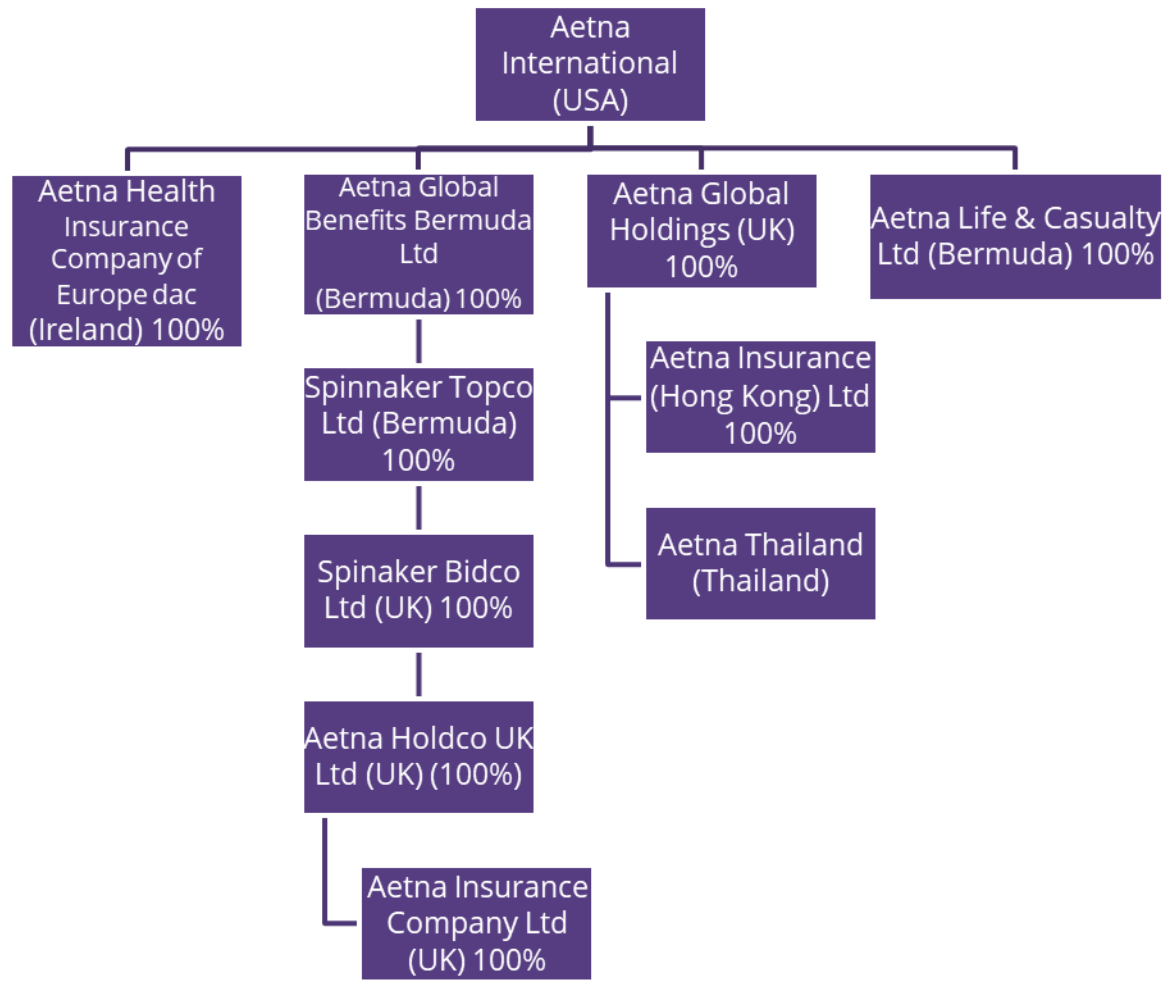 Aetna
International
(USA)
Aetna Health
Insurance
Company of
Europe dac
(Ireland) 100%
Aetna Global
Benefits Bermuda
Ltd
(Bermuda) 100%
Spinnaker Topco
Ltd (Bermuda)
100%
Spinaker Bidco
Ltd (UK) 100%
Aetna Holdco UK
Ltd (UK) (100%)
Aetna Insurance
Company Ltd
(UK) 100%
Aetna Global
Holdings (UK)
100%
Aetna Insurance
(Hong Kong) Ltd
100%
Aetna Thailand
(Thailand)
Aetna Life & Casualty
Ltd (Bermuda) 100%